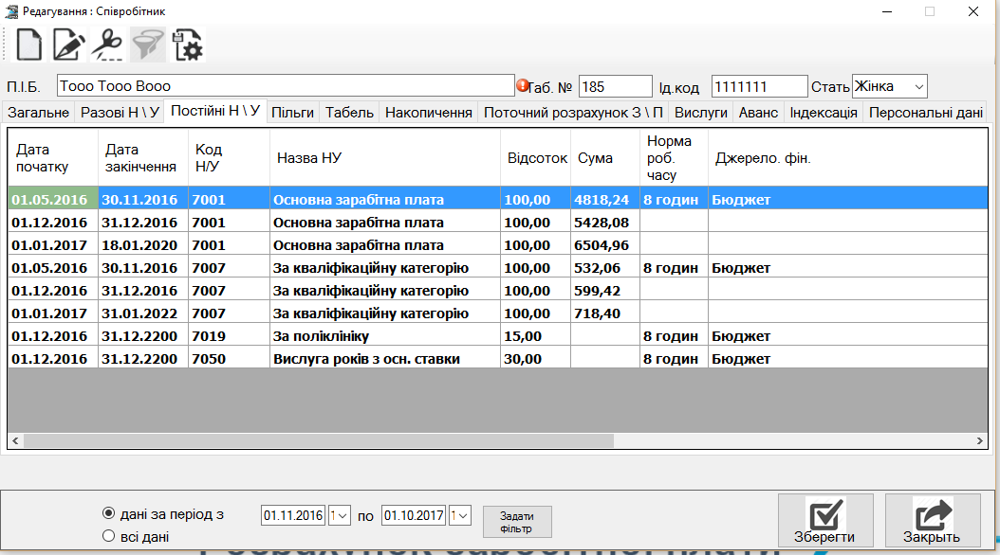 Редагування : Співробітник
П.І.Б. Тооо Тооо Вооо Таб. № 185 Ід.код 1111111 Стать Жінка
Загальне Разові Н \ У Постійні Н \ У Пільги Табель Накопичення Поточний розрахунок З \ П Вислуги Аванс Індексація Персональні дані
Дата початку Дата закінчення Код Н/У Назва НУ Відсоток Сума Норма роб. часу Джерело. фін.
01.05.2016 30.11.2016 7001 Основна зарабітна плата 100,00 4818,24 8 годин Бюджет
01.12.2016 31.12.2016 7001 Основна зарабітна плата 100,00 5428,08
01.01.2017 18.01.2020 7001 Основна зарабітна плата 100,00 6504,96
01.05.2016 30.11.2016 7007 За кваліфікаційну категорію 100,00 532,06 8 годин Бюджет
01.12.2016 31.12.2016 7007 За кваліфікаційну категорію 100,00 599,42
01.01.2017 31.01.2022 7007 За кваліфікаційну категорію 100,00 718,40
01.12.2016 31.12.2200 7019 За поліклініку 15,00 8 годин Бюджет
01.12.2016 31.12.2200 7050 Вислуга років з осн. ставки 30,00 8 годин Бюджет
дані за період з 01.11.2016 1 по 01.10.2017 1 Задати фільтр
всі дані
Зберегти Закрыть